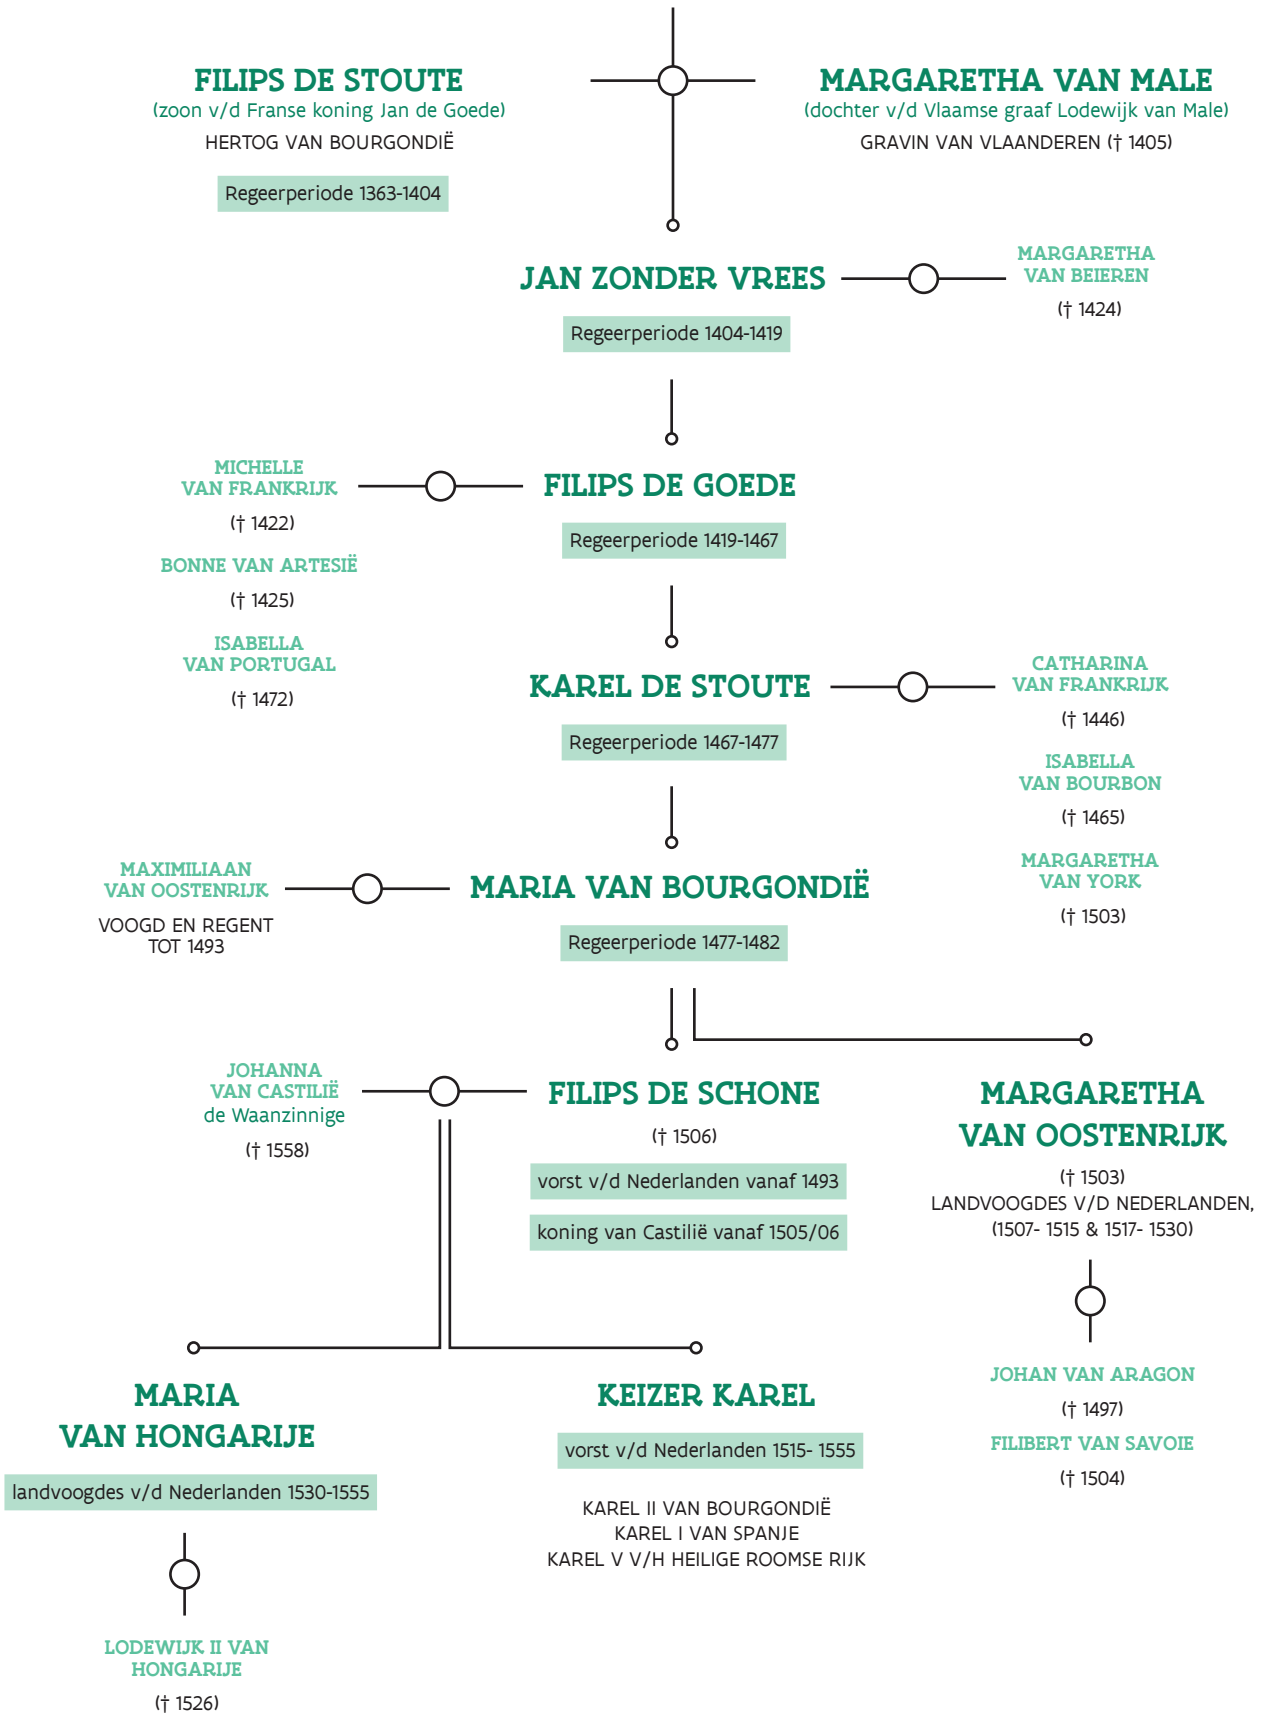 FILIPS DE STOUTE
(zoon v/d Franse koning Jan de Goede)
HERTOG VAN BOURGONDIË
Regeerperiode 1363-1404
MARGARETHA VAN MALE
(dochter v/d Vlaamse graaf Lodewijk van Male)
GRAVIN VAN VLAANDEREN († 1405)
JAN ZONDER VREES
Regeerperiode 1404-1419
MARGARETHA
VAN BEIEREN
(† 1424)
MICHELLE
VAN FRANKRIJK
(† 1422)
BONNE VAN ARTESIË
(† 1425)
ISABELLA
VAN PORTUGAL
(† 1472)
FILIPS DE GOEDE
Regeerperiode 1419-1467
KAREL DE STOUTE
Regeerperiode 1467-1477
CATHARINA
VAN FRANKRIJK
(† 1446)
ISABELLA
VAN BOURBON
(† 1465)
MARGARETHA
VAN YORK
(† 1503)
MAXIMILIAAN
VAN OOSTENRIJK
VOOGD EN REGENT
TOT 1493
MARIA VAN BOURGONDIË
Regeerperiode 1477-1482
JOHANNA
VAN CASTILIË
de Waanzinnige
(† 1558)
FILIPS DE SCHONE
(† 1506)
vorst v/d Nederlanden vanaf 1493
koning van Castilië vanaf 1505/06
MARGARETHA
VAN OOSTENRIJK
(† 1503)
LANDVOOGDES V/D NEDERLANDEN,
(1507- 1515 & 1517- 1530)
JOHAN VAN ARAGON
(† 1497)
FILIBERT VAN SAVOIE
(† 1504)
MARIA
VAN HONGARIJE
landvoogdes v/d Nederlanden 1530-1555
LODEWIJK II VAN
HONGARIJE
(† 1526)
KEIZER KAREL
vorst v/d Nederlanden 1515- 1555
KAREL II VAN BOURGONDIË
KAREL I VAN SPANJE
KAREL V V/H HEILIGE ROOMSE RIJK